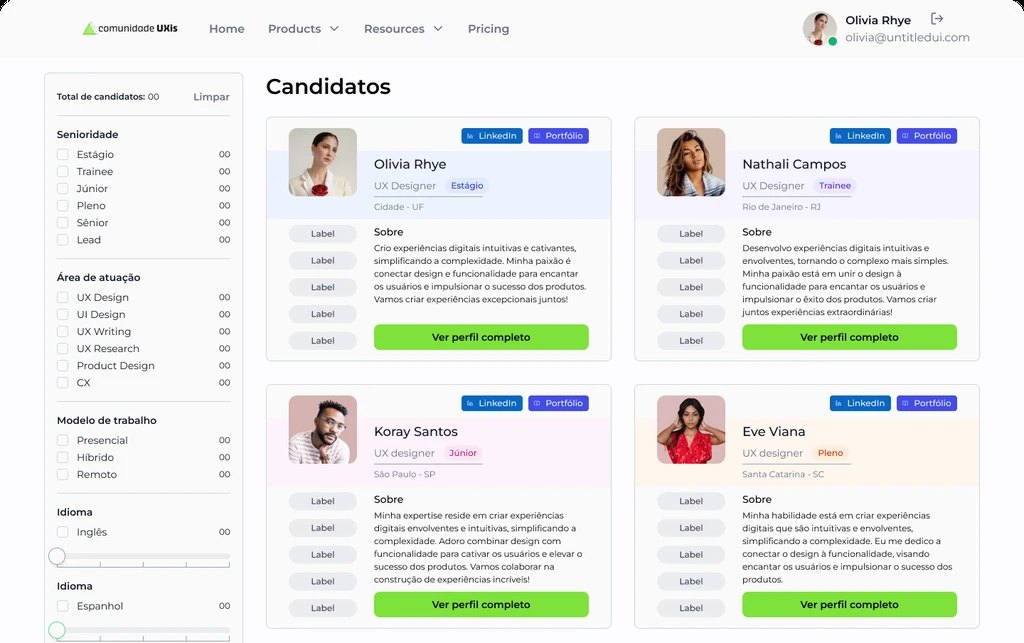 comunidade UXis
Home
Products
Resources
Pricing
Olivia Rhye
olivia@untitledui.com
Total de candidatos: 00
Limpar
Senioridade
Estágio 00
Trainee 00
Júnior 00
Pleno 00
Sênior 00
Lead 00
Área de atuação
UX Design 00
UI Design 00
UX Writing 00
UX Research 00
Product Design 00
CX 00
Modelo de trabalho
Presencial 00
Híbrido 00
Remoto 00
Idioma
Inglês 00
Idioma
Espanhol 00
Candidatos
LinkedIn
Portfólio
Olivia Rhye
UX Designer Estágio
Cidade - UF
Label
Label
Label
Label
Label
Sobre
Crio experiências digitais intuitivas e cativantes,
simplificando a complexidade. Minha paixão é
conectar design e funcionalidade para encantar
os usuários e impulsionar o sucesso dos produtos.
Vamos criar experiências excepcionais juntos!
Ver perfil completo
LinkedIn
Portfólio
Nathali Campos
UX Designer Trainee
Rio de Janeiro - RJ
Label
Label
Label
Label
Label
Sobre
Desenvolvo experiências digitais intuitivas e
envolventes, tornando o complexo mais simples.
Minha paixão está em unir o design à
funcionalidade para encantar os usuários e
impulsionar o êxito dos produtos. Vamos criar
juntos experiências extraordinárias!
Ver perfil completo
LinkedIn
Portfólio
Koray Santos
UX designer Júnior
São Paulo - SP
Label
Label
Label
Label
Label
Sobre
Minha expertise reside em criar experiências
digitais envolventes e intuitivas, simplificando a
complexidade. Adoro combinar design com
funcionalidade para cativar os usuários e elevar o
sucesso dos produtos. Vamos colaborar na
construção de experiências incríveis!
Ver perfil completo
LinkedIn
Portfólio
Eve Viana
UX designer Pleno
Santa Catarina - SC
Label
Label
Label
Label
Label
Sobre
Minha habilidade está em criar experiências
digitais que são intuitivas e envolventes,
simplificando a complexidade. Eu me dedico a
conectar o design à funcionalidade, visando
encantar os usuários e impulsionar o sucesso dos
produtos.
Ver perfil completo